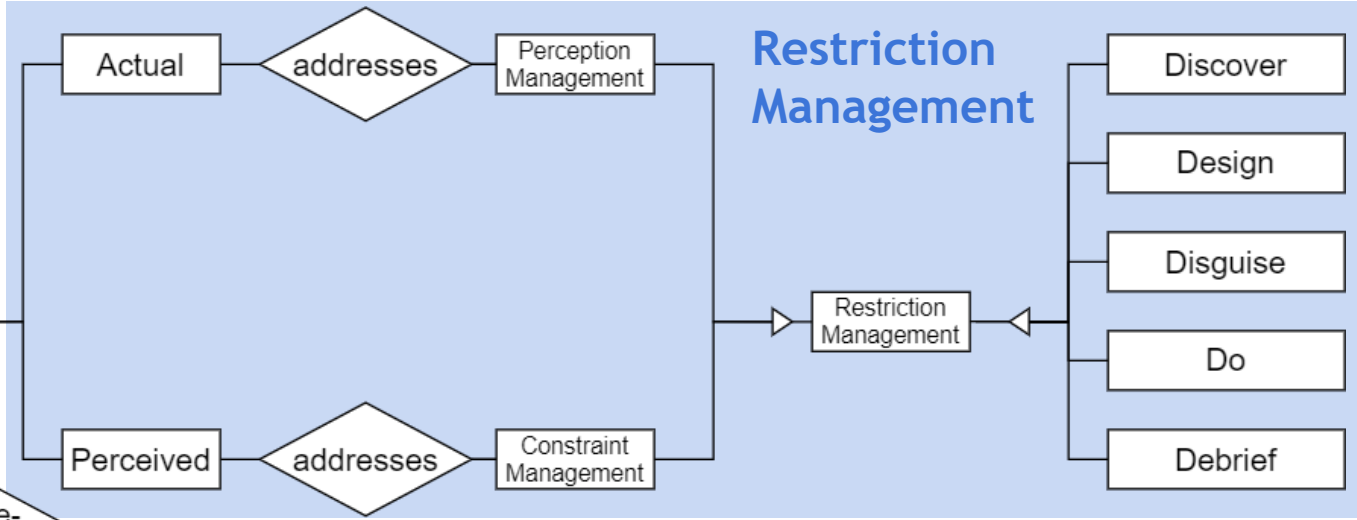 Restriction
Management
Actual
addresses
Perception
Management
Discover
Design
Disguise
Restriction
Management
Do
Perceived
addresses
Constraint
Management
Debrief
e-